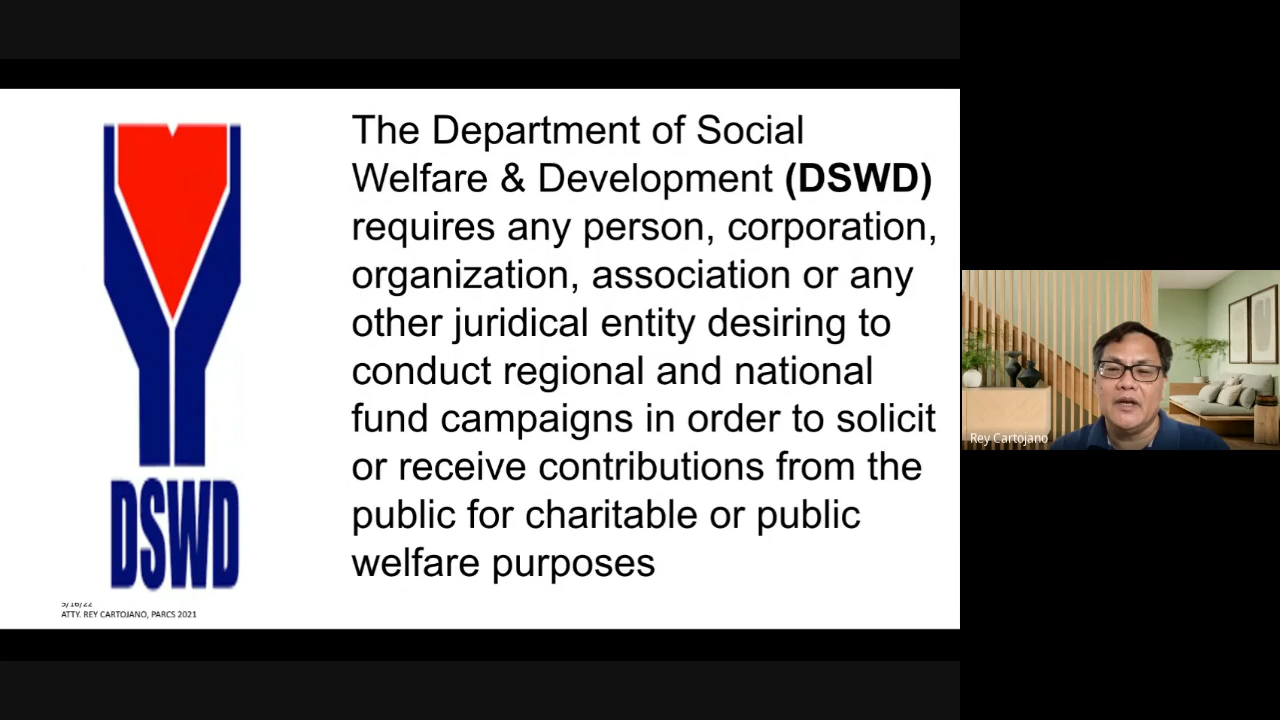 The Department of Social
Welfare & Development (DSWD)
requires any person, corporation,
organization, association or any
other juridical entity desiring to
conduct regional and national
fund campaigns in order to solicit
or receive contributions from the
public for charitable or public
welfare purposes
DSWD
ATTY. REY CARTOJANO, PARCS 2021
Rey Cartojano